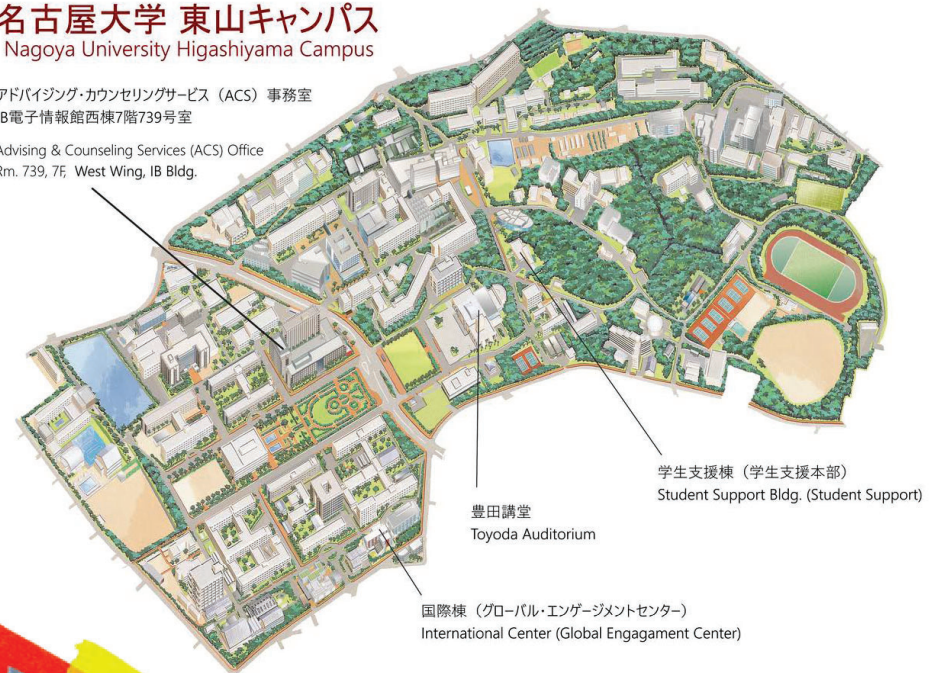 名古屋大学 東山キャンパス
Nagoya University Higashiyama Campus
アドバイジング・カウンセリングサービス（ACS）事務室
IB電子情報館西棟7階739号室
Advising & Counseling Services (ACS) Office
Rm. 739, 7F, West Wing, IB Bldg.
学生支援棟（学生支援本部）
Student Support Bldg. (Student Support)
豊田講堂
Toyoda Auditorium
国際棟（グローバル・エンゲージメントセンター）
International Center (Global Engagament Center)